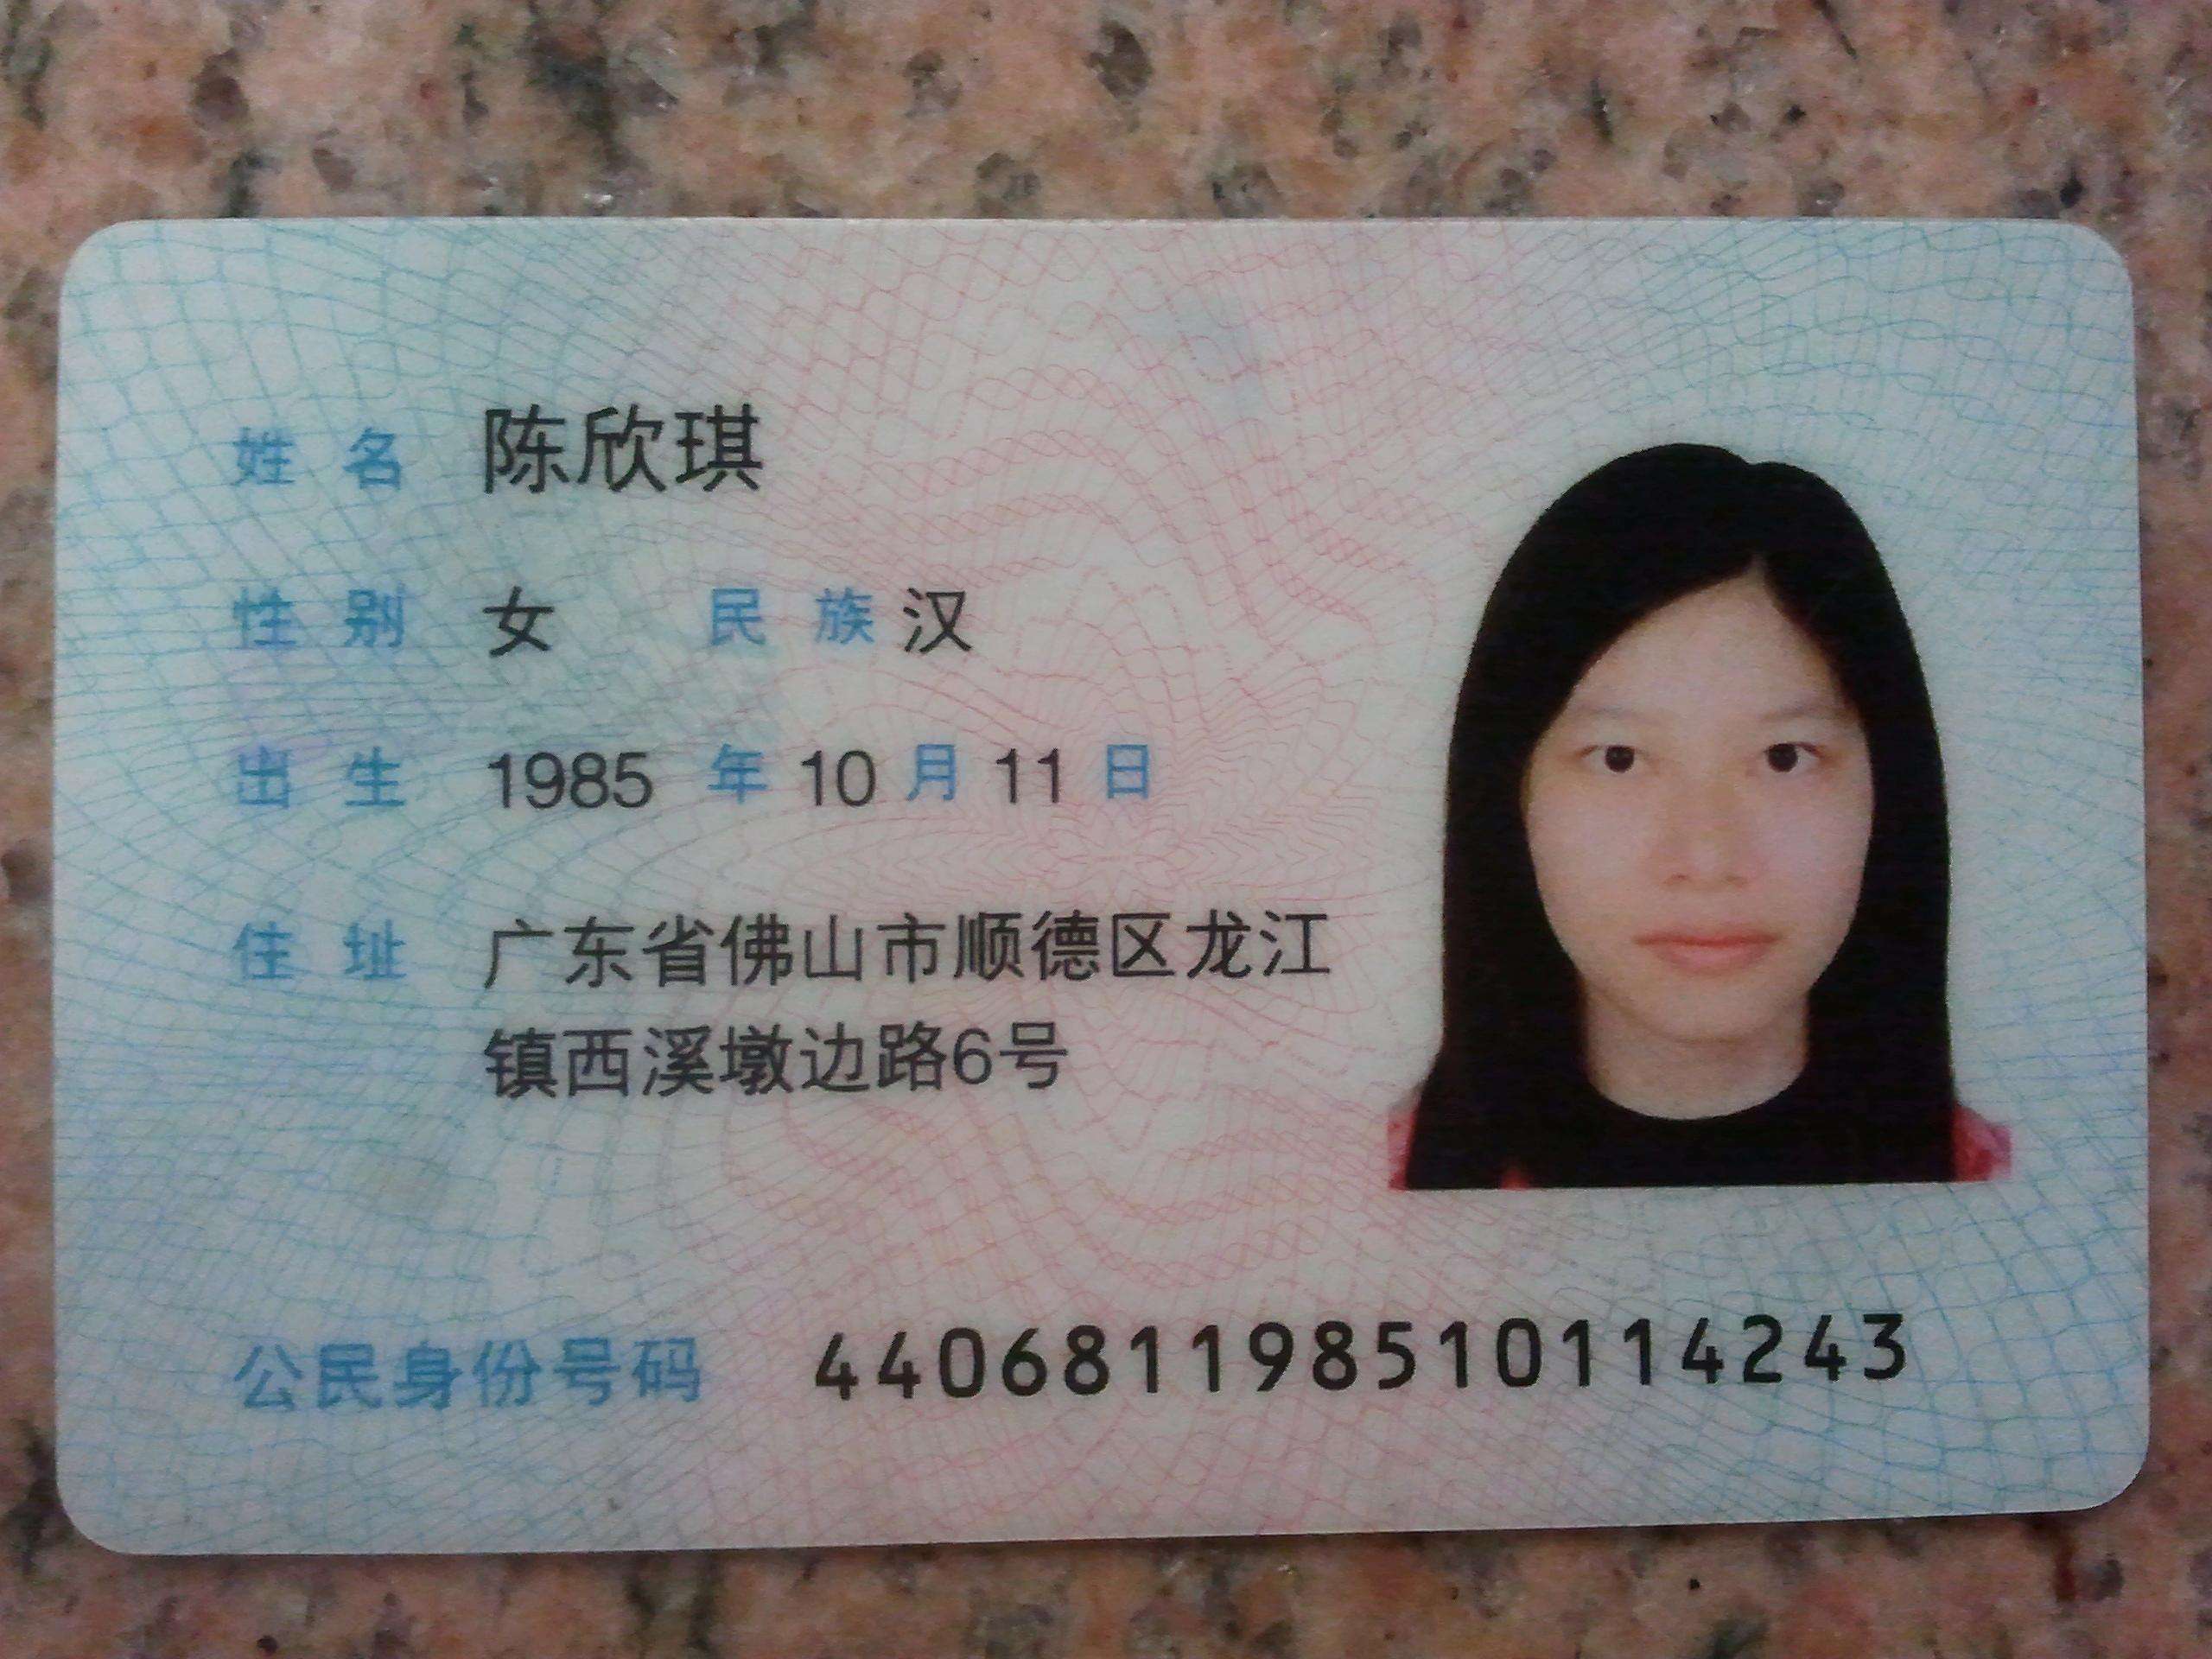 姓名 陈欣琪
性别 女 民族 汉
出生 1985 年 10 月 11 日
住址 广东省佛山市顺德区龙江
镇西溪墩边路6号
公民身份号码 440681198510114243